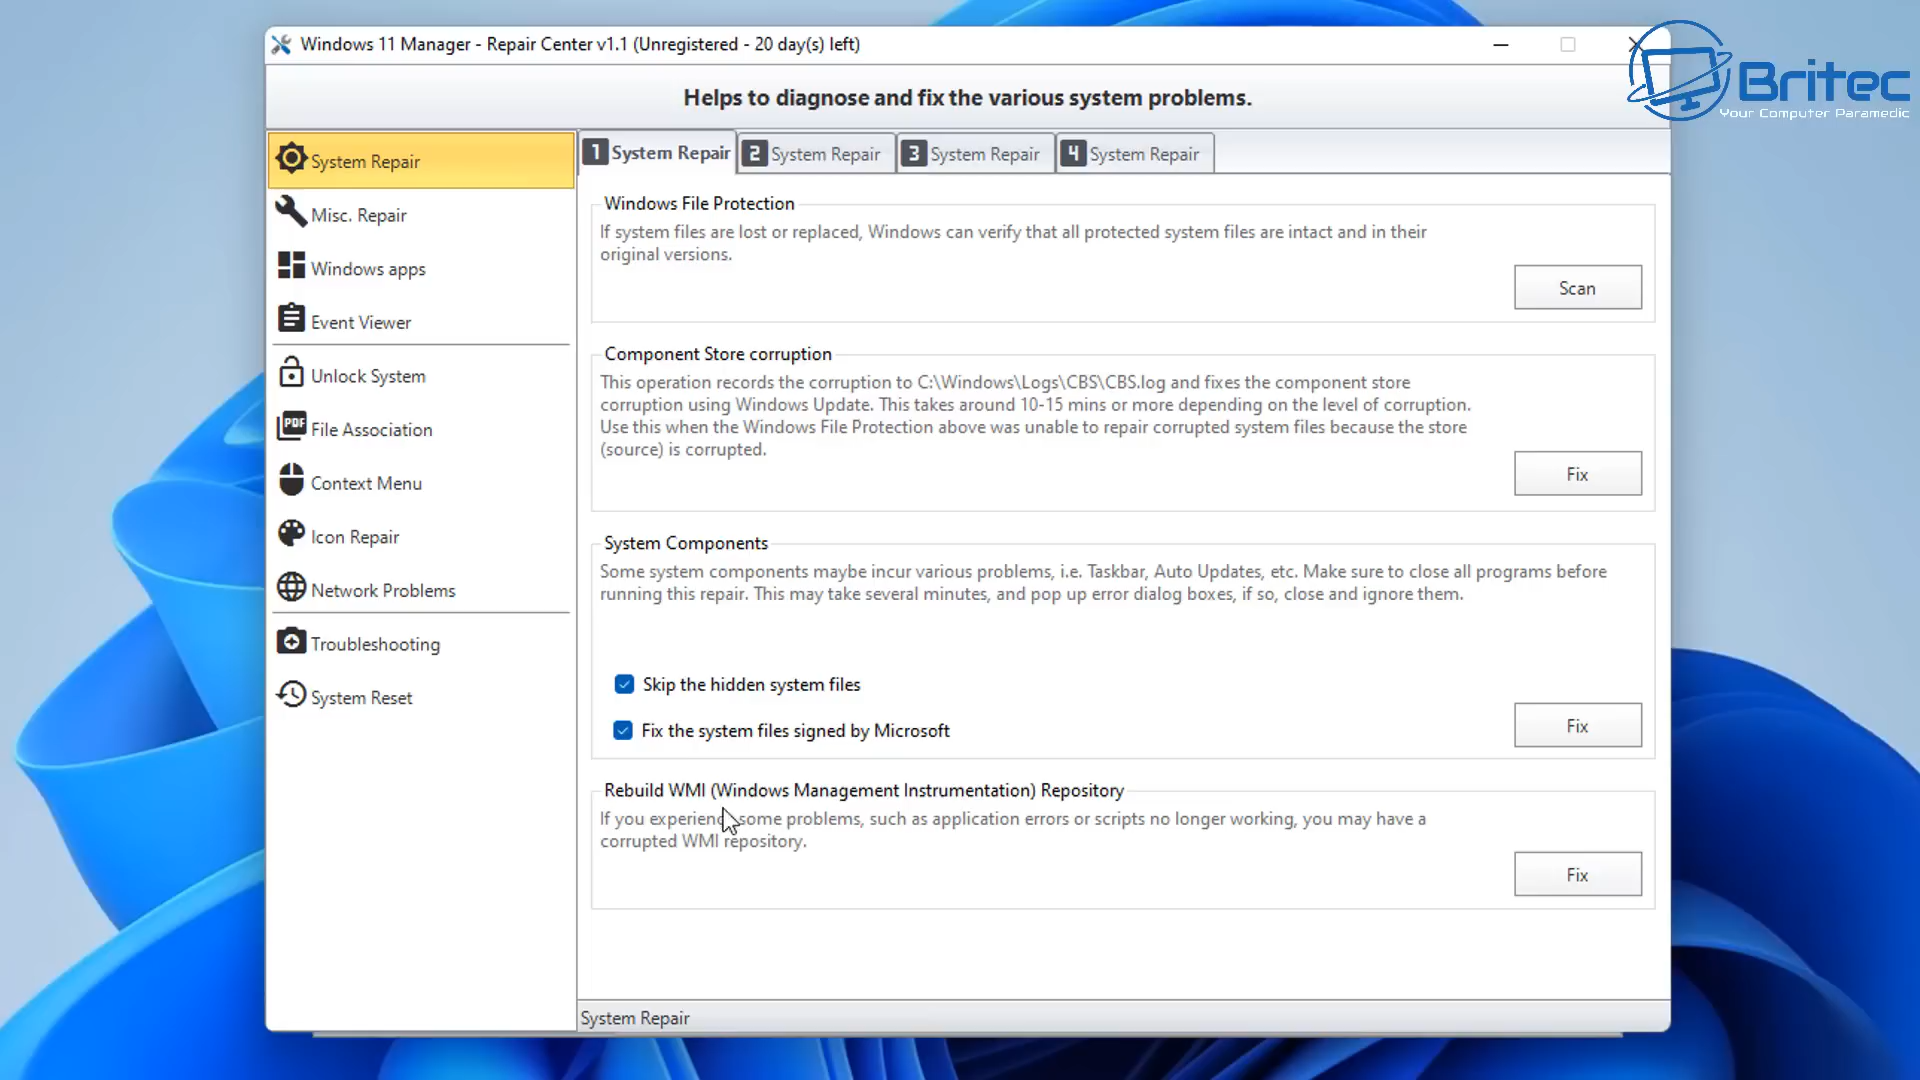 Windows 11 Manager - Repair Center v1.1 (Unregistered - 20 day(s) left)
Britec
Your Computer Paramedic
Helps to diagnose and fix the various system problems.
System Repair
Misc. Repair
Windows apps
Event Viewer
Unlock System
PDF
File Association
Context Menu
Icon Repair
Network Problems
Troubleshooting
System Reset
1 System Repair
2 System Repair
3 System Repair
4 System Repair
Windows File Protection
If system files are lost or replaced, Windows can verify that all protected system files are intact and in their
original versions.
Scan
Component Store corruption
This operation records the corruption to C:\Windows\Logs\CBS\CBS.log and fixes the component store
corruption using Windows Update. This takes around 10-15 mins or more depending on the level of corruption.
Use this when the Windows File Protection above was unable to repair corrupted system files because the store
(source) is corrupted.
Fix
System Components
Some system components maybe incur various problems, i.e. Taskbar, Auto Updates, etc. Make sure to close all programs before
running this repair. This may take several minutes, and pop up error dialog boxes, if so, close and ignore them.
Skip the hidden system files
Fix the system files signed by Microsoft
Fix
Rebuild WMI (Windows Management Instrumentation) Repository
If you experience some problems, such as application errors or scripts no longer working, you may have a
corrupted WMI repository.
Fix
System Repair